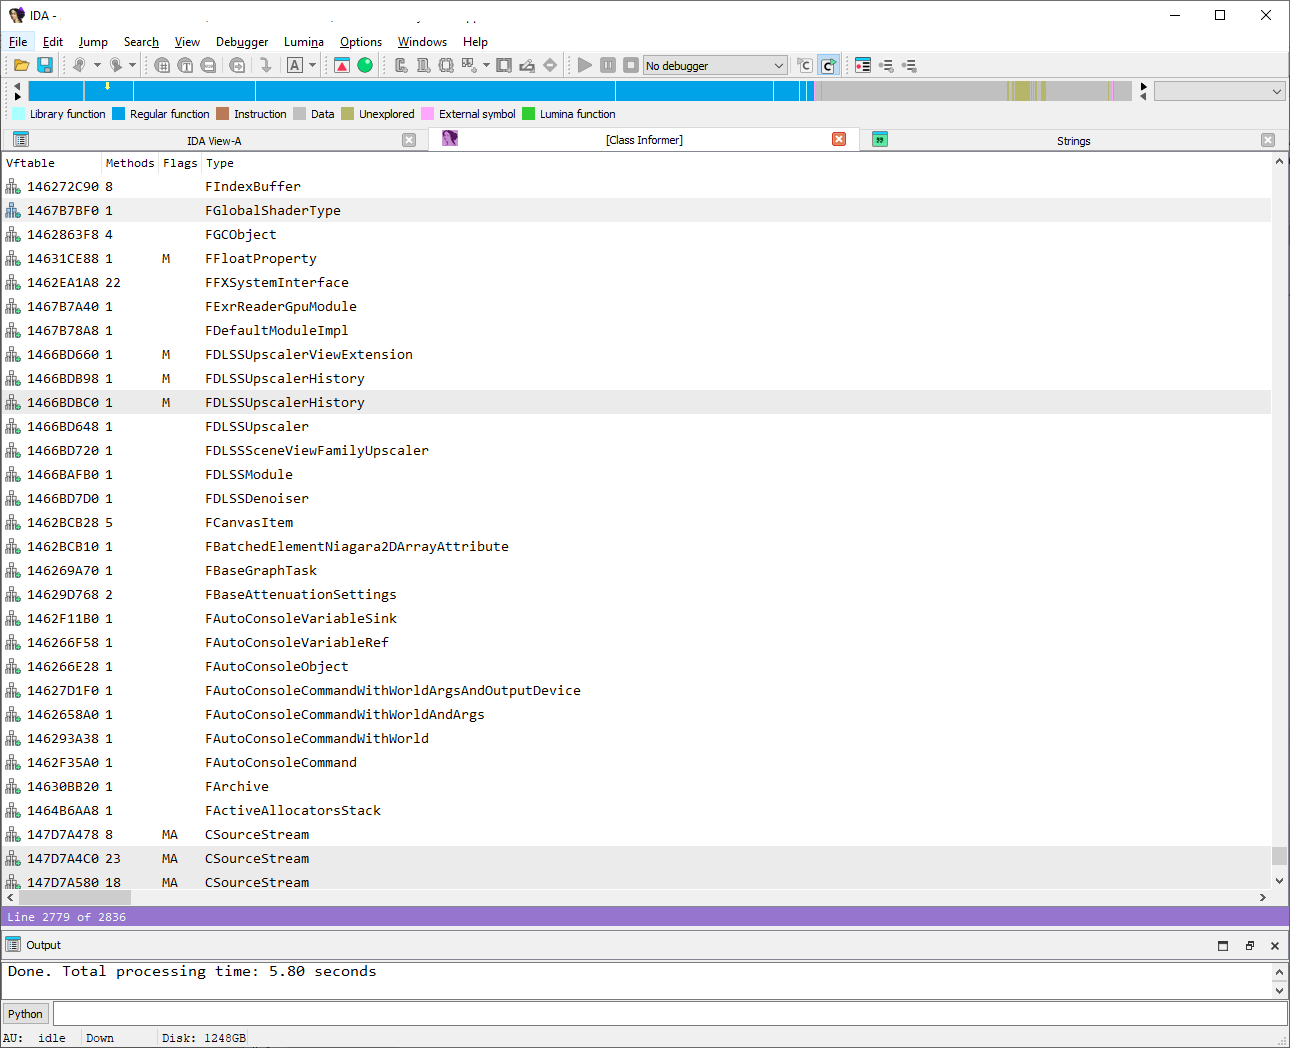 IDA -
File Edit Jump Search View Debugger Lumina Options Windows Help
No debugger
Library function Regular function Instruction Data Unexplored External symbol Lumina function
IDA View-A [Class Informer] Strings
Vftable Methods Flags Type
146272C90 8 FIndexBuffer
1467B7BF0 1 FGlobalShaderType
1462863F8 4 FGCObject
14631CE88 1 M FFloatProperty
1462EA1A8 22 FFXSystemInterface
1467B7A40 1 FExrReaderGpuModule
1467B78A8 1 FDefaultModuleImpl
1466BD660 1 M FDLSSUpscalerViewExtension
1466BDB98 1 M FDLSSUpscalerHistory
1466BDBC0 1 M FDLSSUpscalerHistory
1466BD648 1 FDLSSUpscaler
1466BD720 1 FDLSSSceneViewFamilyUpscaler
1466BAFB0 1 FDLSSModule
1466BD7D0 1 FDLSSDenoiser
1462BCB28 5 FCanvasItem
1462BCB10 1 FBatchedElementNiagara2DArrayAttribute
146269A70 1 FBaseGraphTask
14629D768 2 FBaseAttenuationSettings
1462F11B0 1 FAutoConsoleVariableSink
146266F58 1 FAutoConsoleVariableRef
146266E28 1 FAutoConsoleObject
14627D1F0 1 FAutoConsoleCommandWithWorldArgsAndOutputDevice
1462658A0 1 FAutoConsoleCommandWithWorldAndArgs
146293A38 1 FAutoConsoleCommandWithWorld
1462F35A0 1 FAutoConsoleCommand
14630BB20 1 FArchive
1464B6AA8 1 FActiveAllocatorsStack
147D7A478 8 MA CSourceStream
147D7A4C0 23 MA CSourceStream
147D7A580 18 MA CSourceStream
Line 2779 of 2836
Output
Done. Total processing time: 5.80 seconds
Python
AU: idle Down Disk: 1248GB